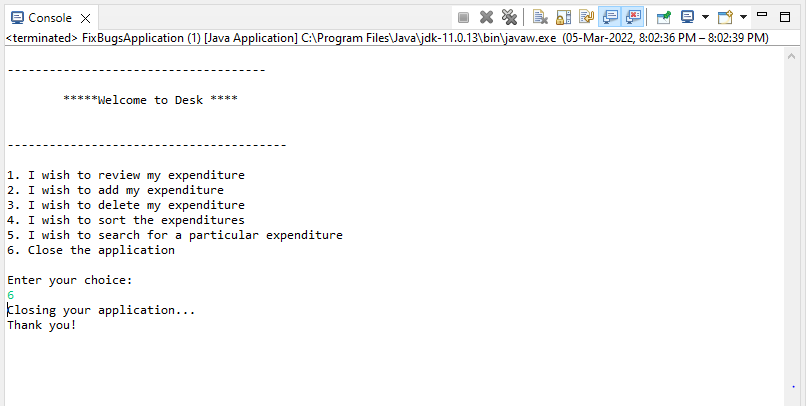 Console
<terminated> FixBugsApplication (1) [Java Application] C:\Program Files\Java\jdk-11.0.13\bin\javaw.exe (05-Mar-2022, 8:02:36 PM – 8:02:39 PM)
-------------------------------------
*****Welcome to Desk ****
----------------------------------------
1. I wish to review my expenditure
2. I wish to add my expenditure
3. I wish to delete my expenditure
4. I wish to sort the expenditures
5. I wish to search for a particular expenditure
6. Close the application
Enter your choice:
6
Closing your application...
Thank you!